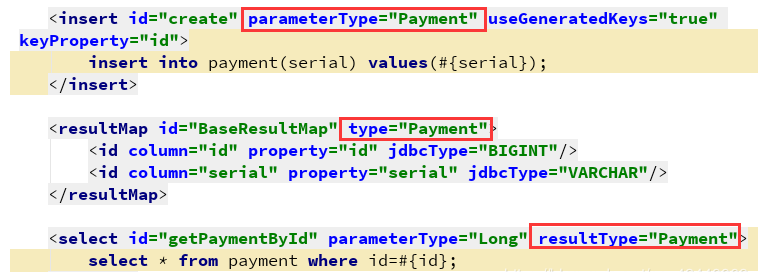 <insert id="create" parameterType="Payment" useGeneratedKeys="true"
keyProperty="id">
insert into payment(serial) values(#{serial});
</insert>
<resultMap id="BaseResultMap" type="Payment">
<id column="id" property="id" jdbcType="BIGINT"/>
<id column="serial" property="serial" jdbcType="VARCHAR"/>
</resultMap>
<select id="getPaymentById" parameterType="Long" resultType="Payment">
select * from payment where id=#{id};